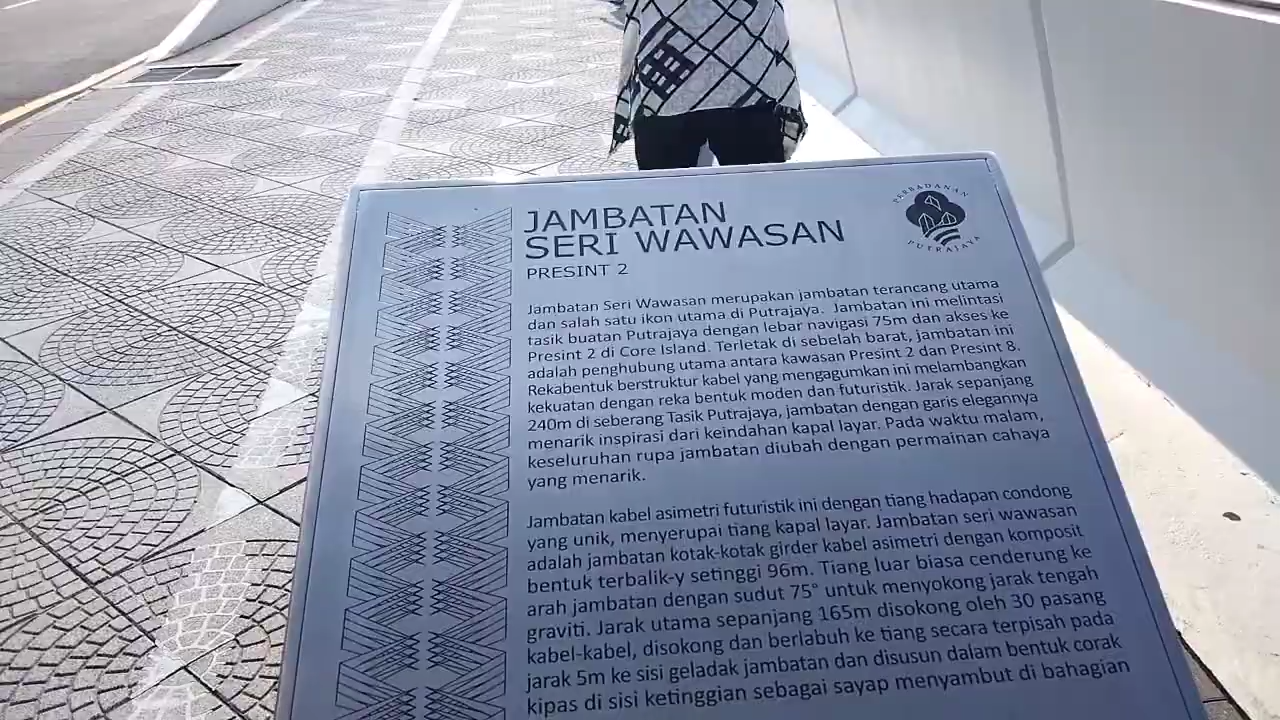 JAMBATAN
SERI WAWASAN
PRESINT 2
PERBADANAN
PUTRAJAYA
Jambatan Seri Wawasan merupakan jambatan terancang utama
dan salah satu ikon utama di Putrajaya. Jambatan ini melintasi
tasik buatan Putrajaya dengan lebar navigasi 75m dan akses ke
Presint 2 di Core Island. Terletak di sebelah barat, jambatan ini
adalah penghubung utama antara kawasan Presint 2 dan Presint 8.
Rekabentuk berstruktur kabel yang mengagumkan ini melambangkan
kekuatan dengan reka bentuk moden dan futuristik. Jarak sepanjang
240m di seberang Tasik Putrajaya, jambatan dengan garis elegannya
menarik inspirasi dari keindahan kapal layar. Pada waktu malam,
keseluruhan rupa jambatan diubah dengan permainan cahaya
yang menarik.
Jambatan kabel asimetri futuristik ini dengan tiang hadapan condong
yang unik, menyerupai tiang kapal layar. Jambatan seri wawasan
adalah jambatan kotak-kotak girder kabel asimetri dengan komposit
bentuk terbalik-y setinggi 96m. Tiang luar biasa cenderung ke
arah jambatan dengan sudut 75° untuk menyokong jarak tengah
graviti. Jarak utama sepanjang 165m disokong oleh 30 pasang
kabel-kabel, disokong dan berlabuh ke tiang secara terpisah pada
jarak 5m ke sisi geladak jambatan dan disusun dalam bentuk corak
kipas di sisi ketinggian sebagai sayap menyambut di bahagian